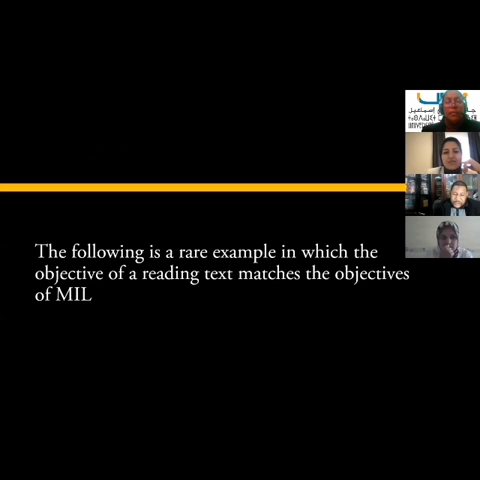 The following is a rare example in which the
objective of a reading text matches the objectives
of MIL